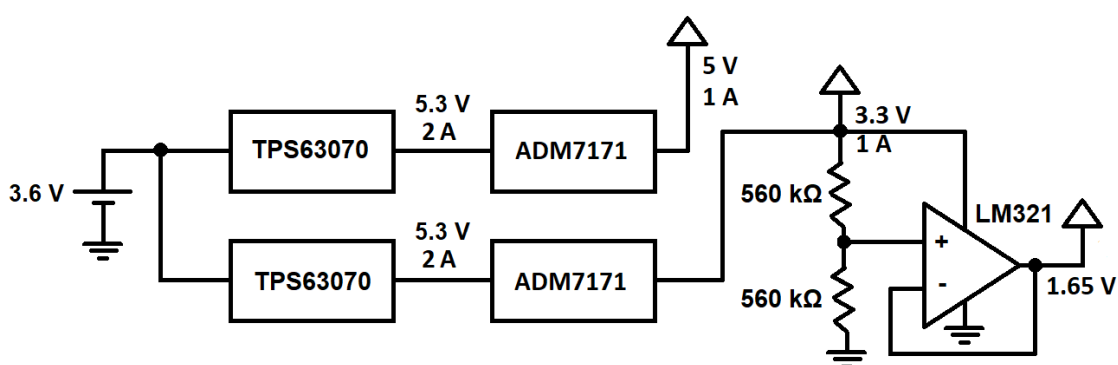 5 V
1 A
5.3 V
2 A
3.3 V
1 A
TPS63070
ADM7171
3.6 V
560 kΩ
LM321
+
-
5.3 V
2 A
TPS63070
ADM7171
560 kΩ
1.65 V